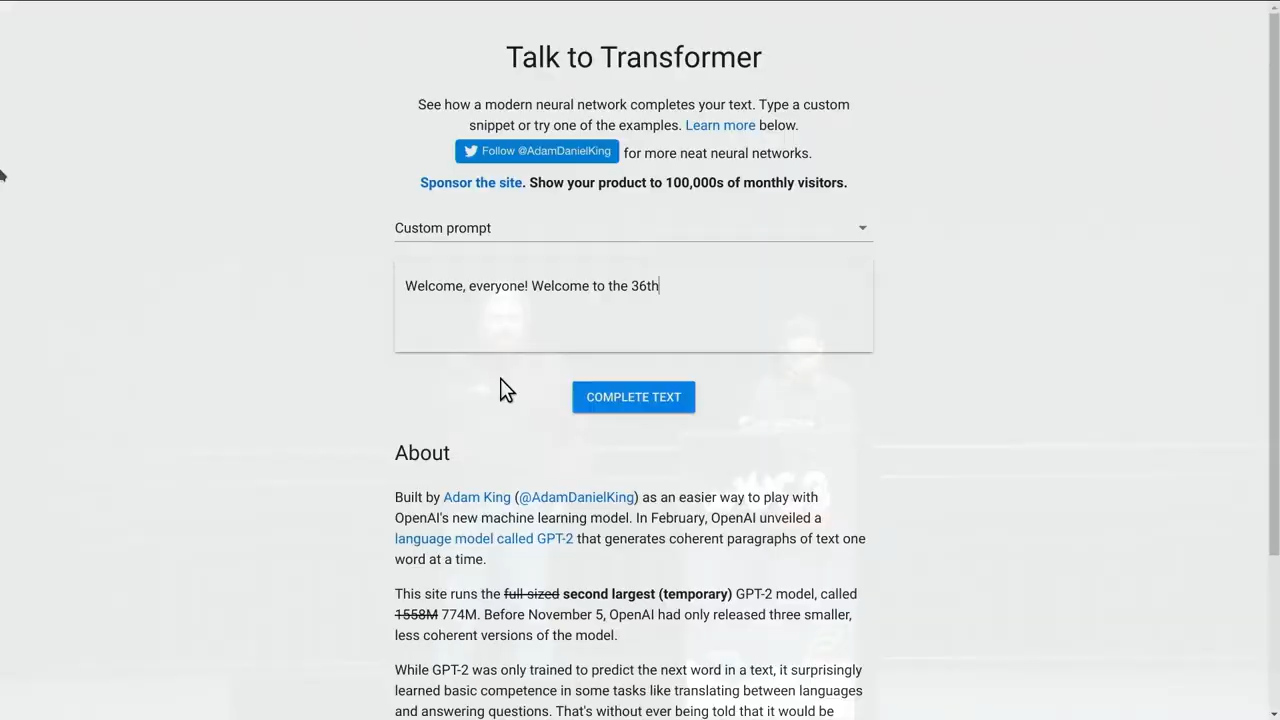 Talk to Transformer
See how a modern neural network completes your text. Type a custom
snippet or try one of the examples. Learn more below.
Follow @AdamDanielKing for more neat neural networks.
Sponsor the site. Show your product to 100,000s of monthly visitors.
Custom prompt
Welcome, everyone! Welcome to the 36th
COMPLETE TEXT
About
Built by Adam King (@AdamDanielKing) as an easier way to play with
OpenAI's new machine learning model. In February, OpenAI unveiled a
language model called GPT-2 that generates coherent paragraphs of text one
word at a time.
This site runs the full sized second largest (temporary) GPT-2 model, called
1558M 774M. Before November 5, OpenAI had only released three smaller,
less coherent versions of the model.
While GPT-2 was only trained to predict the next word in a text, it surprisingly
learned basic competence in some tasks like translating between languages
and answering questions. That's without ever being told that it would be